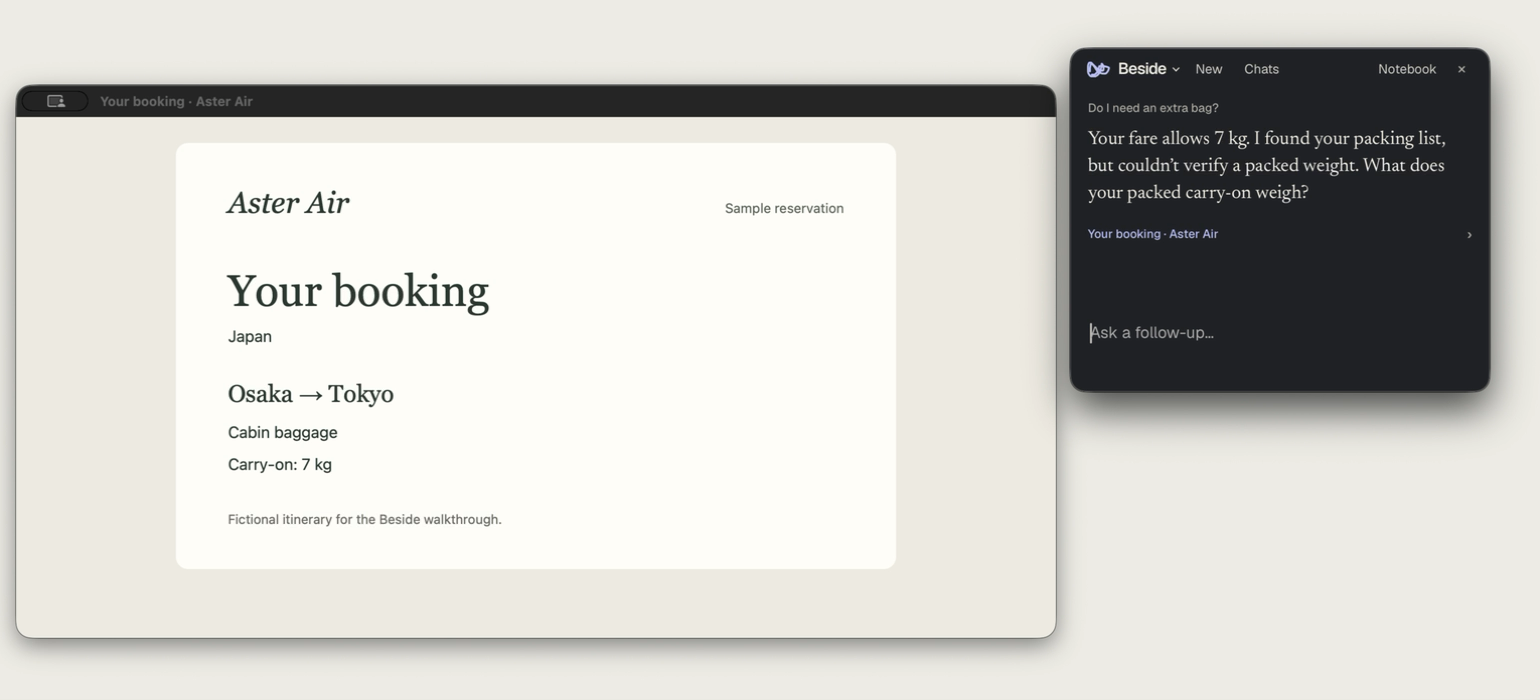 Your booking · Aster Air
Aster Air
Sample reservation
Your booking
Japan
Osaka → Tokyo
Cabin baggage
Carry-on: 7 kg
Fictional itinerary for the Beside walkthrough.
Beside New Chats Notebook ×
Do I need an extra bag?
Your fare allows 7 kg. I found your packing list,
but couldn’t verify a packed weight. What does
your packed carry-on weigh?
Your booking · Aster Air ›
Ask a follow-up…